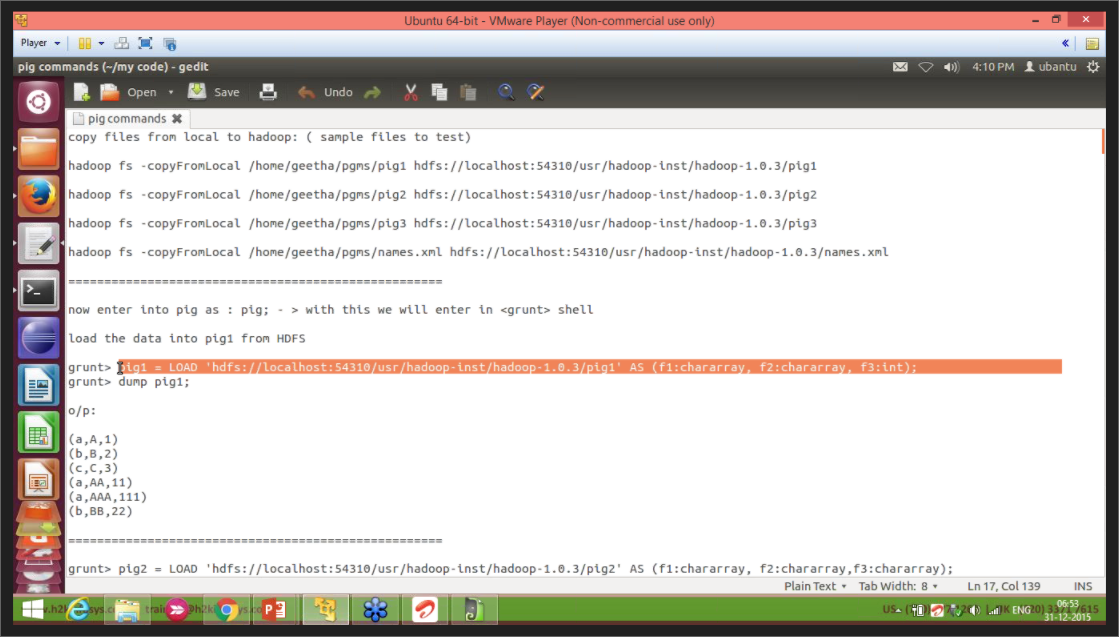 Ubuntu 64-bit - VMware Player (Non-commercial use only)
Player
pig commands (~/my code) - gedit
4:10 PM
ubantu
Open
Save
Undo
pig commands
copy files from local to hadoop: ( sample files to test)
hadoop fs -copyFromLocal /home/geetha/pgms/pig1 hdfs://localhost:54310/usr/hadoop-inst/hadoop-1.0.3/pig1
hadoop fs -copyFromLocal /home/geetha/pgms/pig2 hdfs://localhost:54310/usr/hadoop-inst/hadoop-1.0.3/pig2
hadoop fs -copyFromLocal /home/geetha/pgms/pig3 hdfs://localhost:54310/usr/hadoop-inst/hadoop-1.0.3/pig3
hadoop fs -copyFromLocal /home/geetha/pgms/names.xml hdfs://localhost:54310/usr/hadoop-inst/hadoop-1.0.3/names.xml
====================================================
now enter into pig as : pig; - > with this we will enter in <grunt> shell
load the data into pig1 from HDFS
grunt> pig1 = LOAD 'hdfs://localhost:54310/usr/hadoop-inst/hadoop-1.0.3/pig1' AS (f1:chararray, f2:chararray, f3:int);
grunt> dump pig1;
o/p:
(a,A,1)
(b,B,2)
(c,C,3)
(a,AA,11)
(a,AAA,111)
(b,BB,22)
====================================================
grunt> pig2 = LOAD 'hdfs://localhost:54310/usr/hadoop-inst/hadoop-1.0.3/pig2' AS (f1:chararray, f2:chararray,f3:chararray);
Plain Text
Tab Width: 8
Ln 17, Col 139
INS
ENG
06:53
31-12-2015